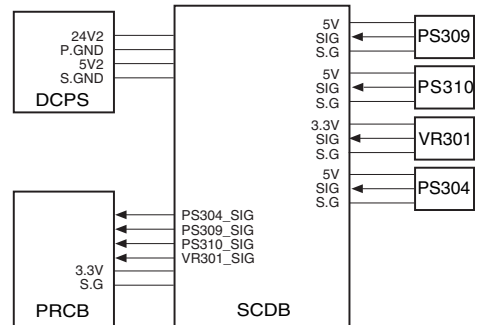 24V2
P.GND
5V2
S.GND
DCPS
5V
SIG
S.G
PS309
5V
SIG
S.G
PS310
3.3V
SIG
S.G
VR301
5V
SIG
S.G
PS304
PS304_SIG
PS309_SIG
PS310_SIG
VR301_SIG
3.3V
S.G
PRCB
SCDB